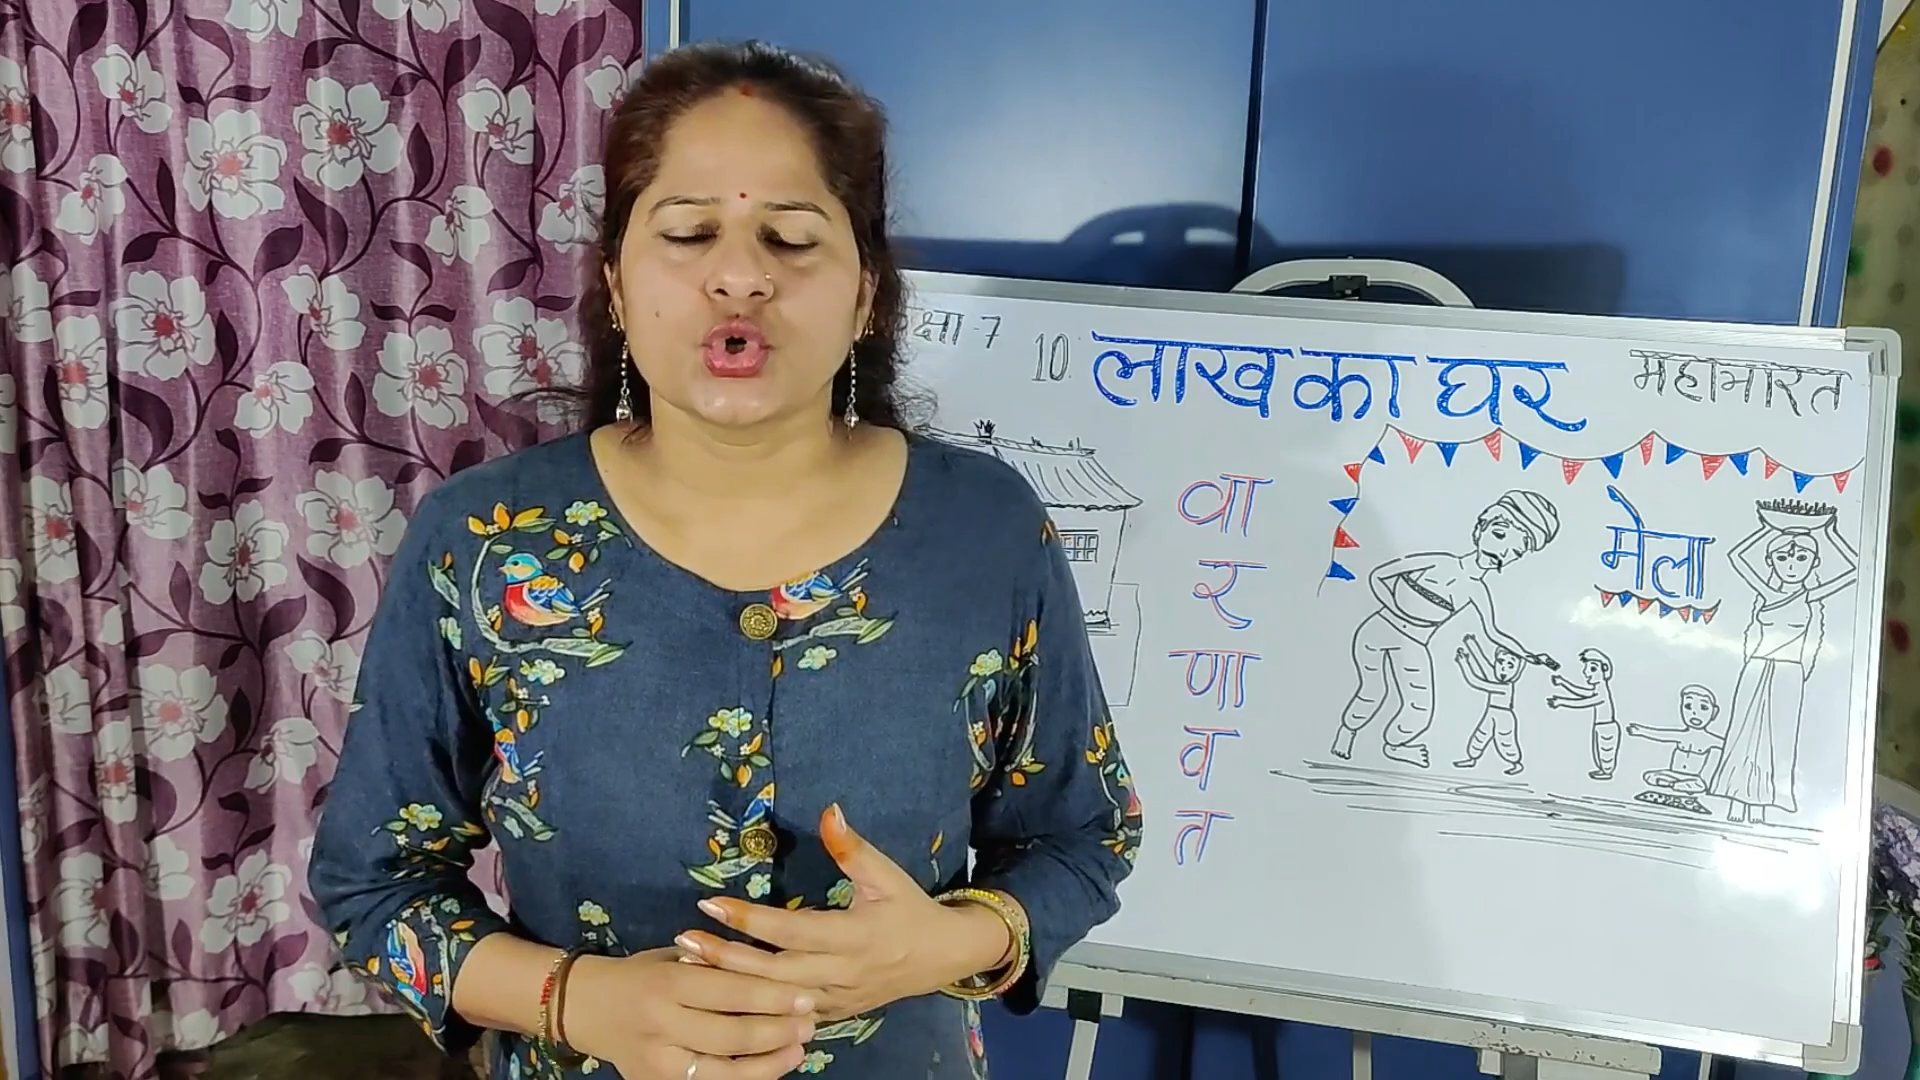 क्षा-7
10. लाख का घर
महाभारत
वा
र
णा
व
त
मेला